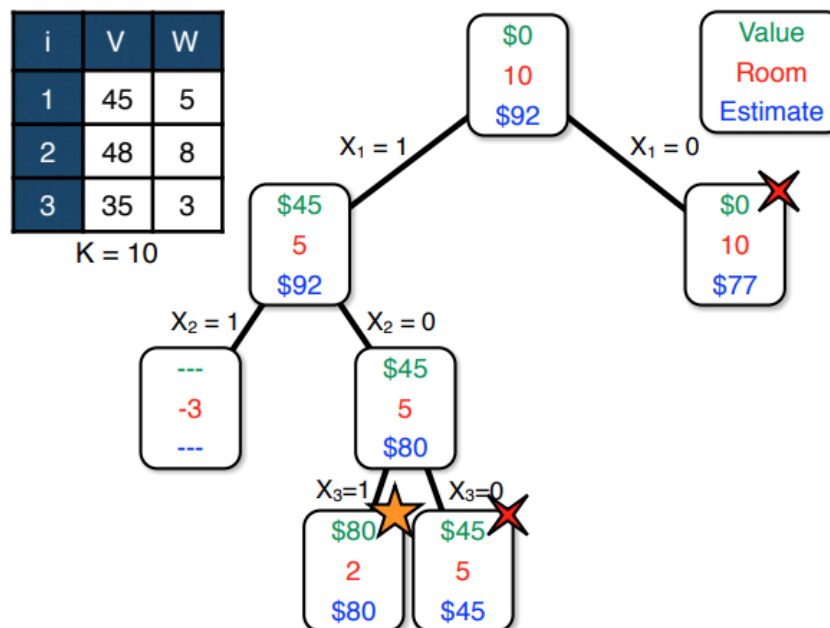 i V W
1 45 5
2 48 8
3 35 3
K = 10
Value
Room
Estimate
$0
10
$92
X₁ = 1
X₁ = 0
$45
5
$92
$0
10
$77
X₂ = 1
X₂ = 0
---
-3
---
$45
5
$80
X₃=1
X₃=0
$80
2
$80
$45
5
$45